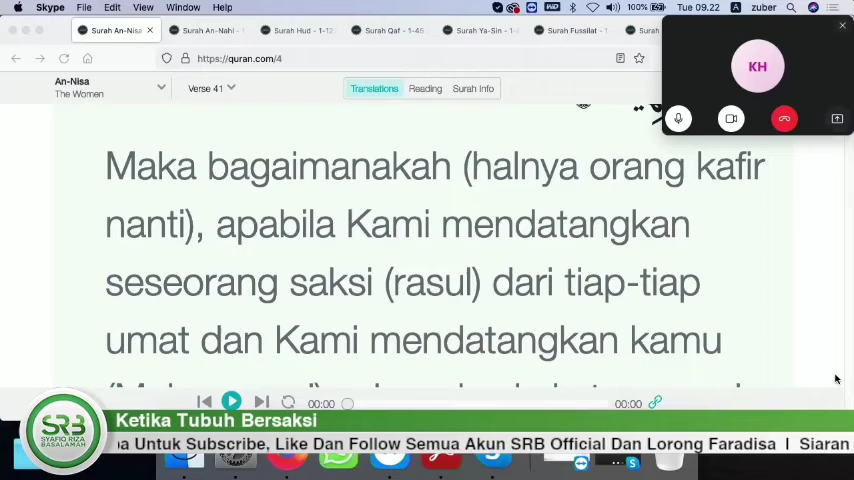 Skype File Edit View Window Help 100% Tue 09.22 A zuber
Surah An-Nisa
Surah An-Nahl - 1
Surah Hud - 1-12
Surah Qaf - 1-45
Surah Ya-Sin - 1-
Surah Fussilat - 1
Surah
https://quran.com/4
KH
An-Nisa
The Women
Verse 41
Translations Reading Surah Info
Maka bagaimanakah (halnya orang kafir
nanti), apabila Kami mendatangkan
seseorang saksi (rasul) dari tiap-tiap
umat dan Kami mendatangkan kamu
00:00 00:00
SRB
SYAFIQ RIZA
BASALAMAH
Ketika Tubuh Bersaksi
Untuk Subscribe, Like Dan Follow Semua Akun SRB Official Dan Lorong Faradisa I Siaran